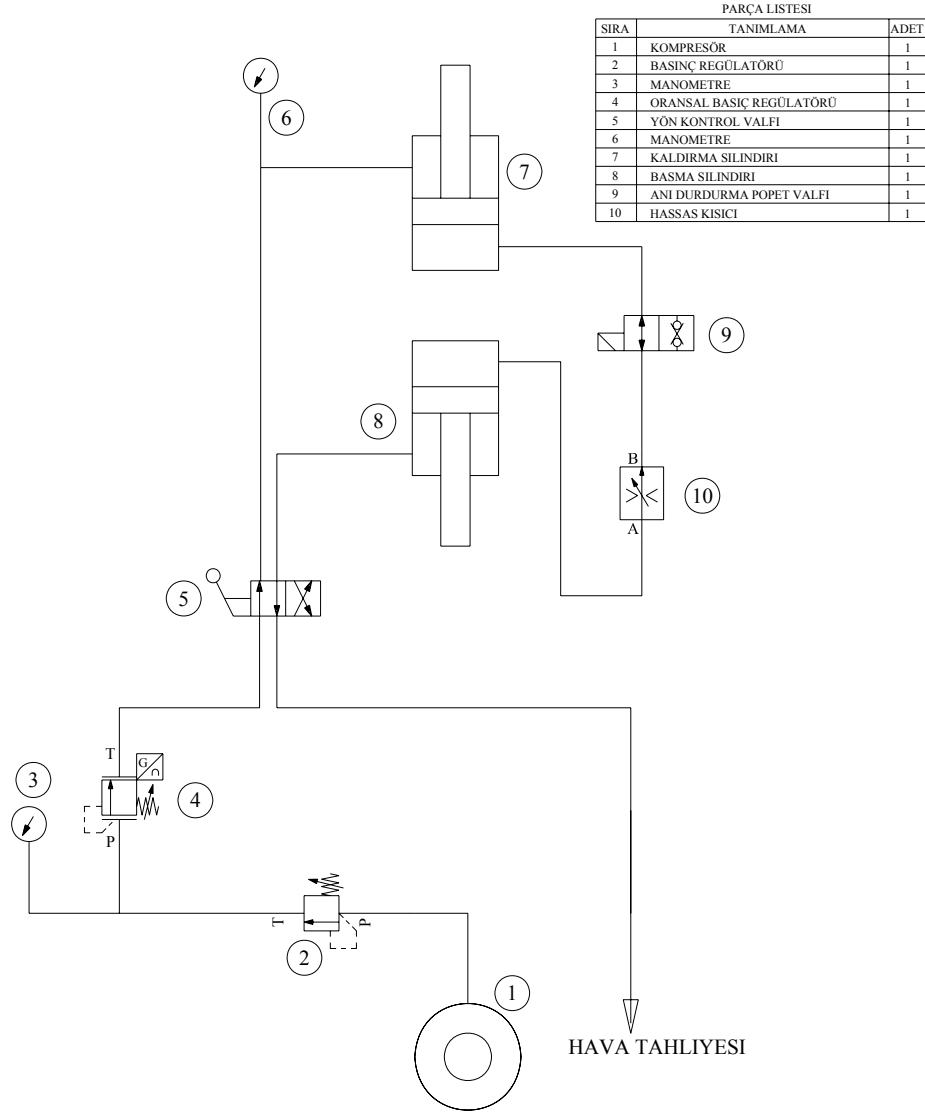 PARÇA LISTESI
SIRA TANIMLAMA ADET
1 KOMPRESÖR 1
2 BASINÇ REGÜLATÖRÜ 1
3 MANOMETRE 1
4 ORANSAL BASIÇ REGÜLATÖRÜ 1
5 YÖN KONTROL VALFI 1
6 MANOMETRE 1
7 KALDIRMA SILINDIRI 1
8 BASMA SILINDIRI 1
9 ANI DURDURMA POPET VALFI 1
10 HASSAS KISICI 1
6
7
9
8
B
10
A
5
T
G
3
4
P
T
P
2
1
HAVA TAHLIYESI